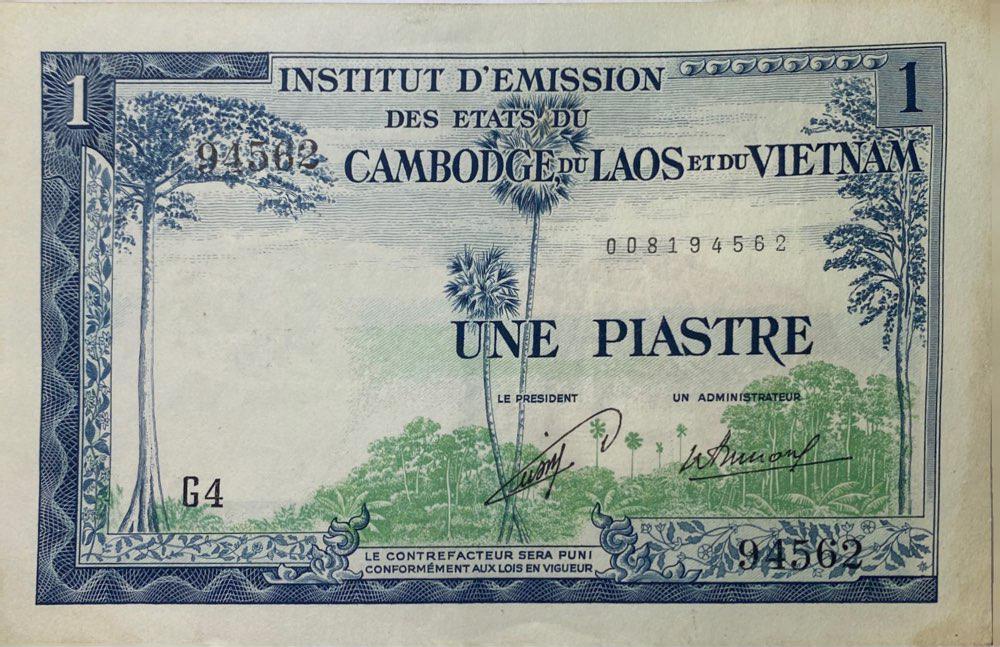 1
INSTITUT D'EMISSION
1
DES ETATS DU
CAMBODGE, DU LAOS ET DU VIETNAM
94562
008194562
UNE PIASTRE
LE PRESIDENT
UN ADMINISTRATEUR
G4
LE CONTREFACTEUR SERA PUNI
CONFORMÉMENT AUX LOIS EN VIGUEUR
94562